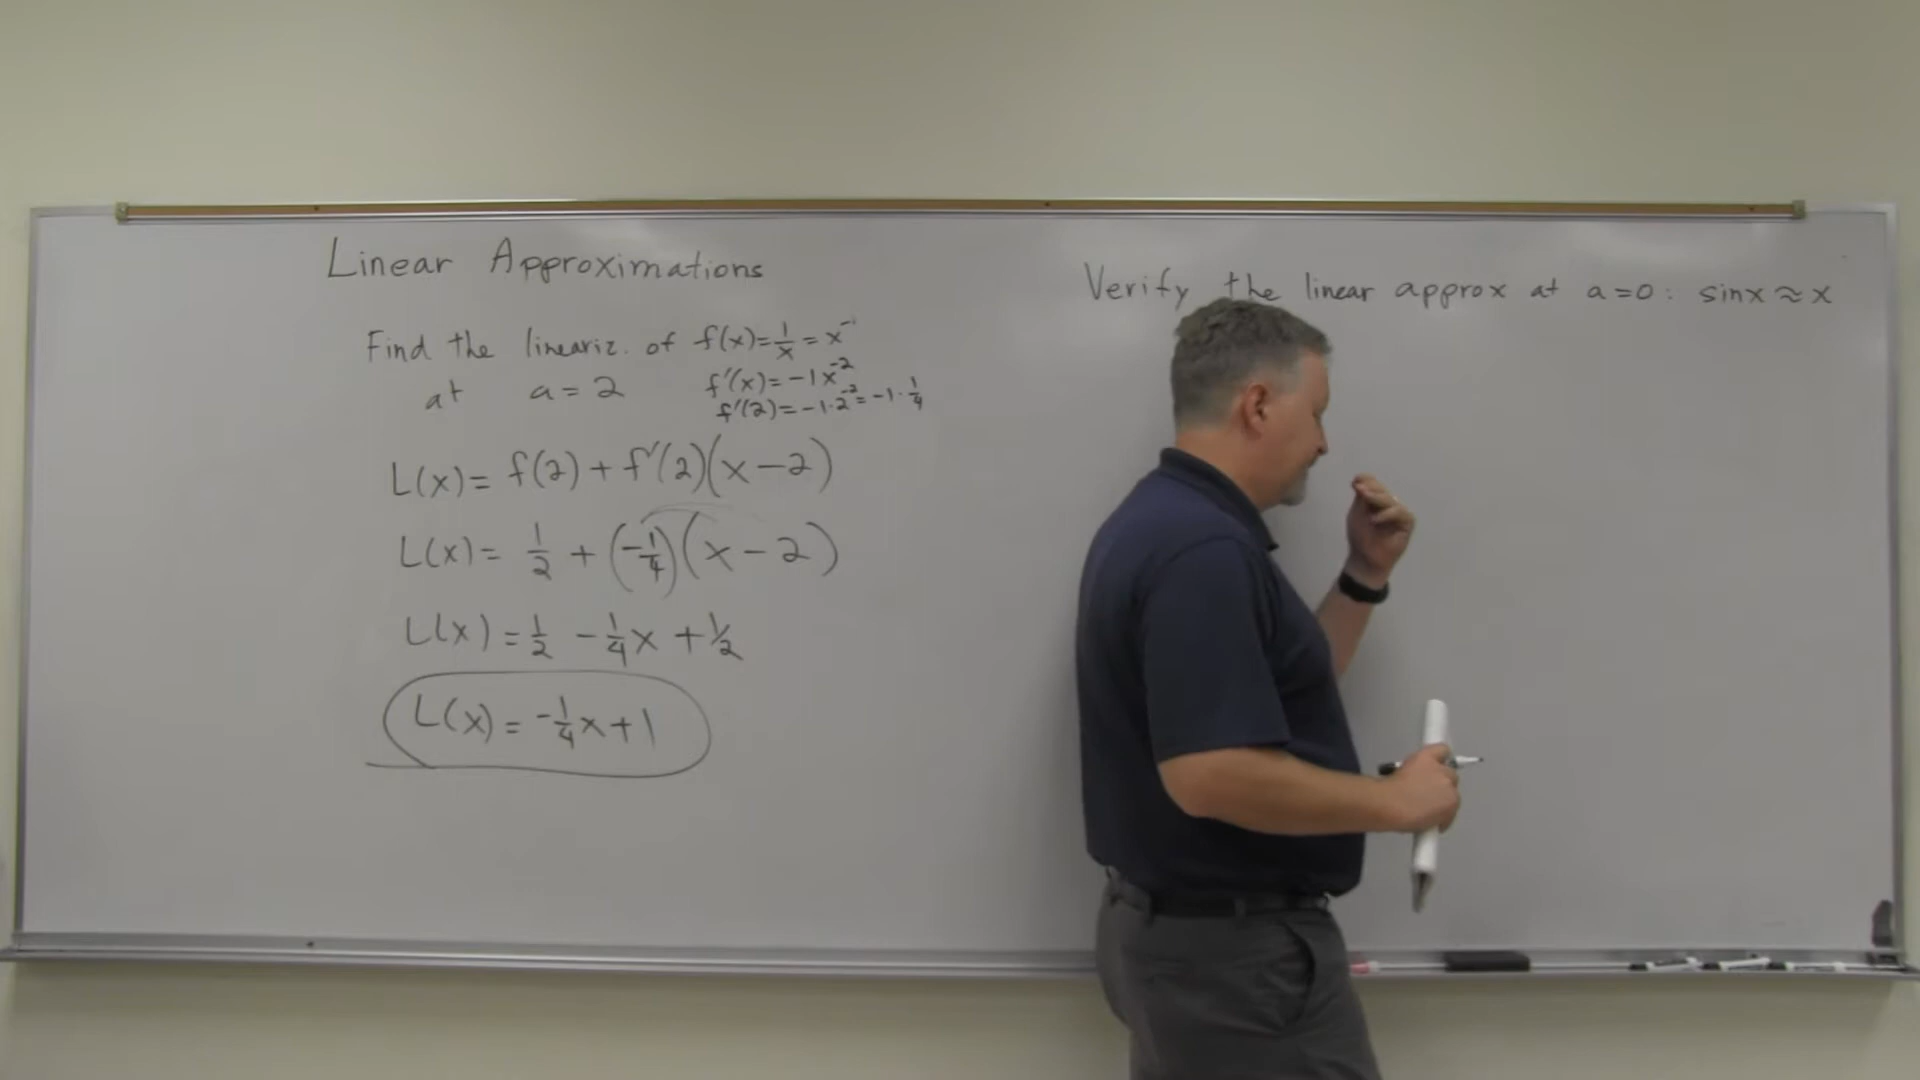 Linear Approximations
Find the lineariz. of f(x)=1/x=x⁻¹
at a=2
f'(x)=-1x⁻²
f'(2)=-1·2⁻²=-1·1/4
L(x)= f(2)+f'(2)(x-2)
L(x)= 1/2 + (-1/4)(x-2)
L(x)=1/2 -1/4x +1/2
L(x)=-1/4x+1
Verify the linear approx at a=0: sinx≈x